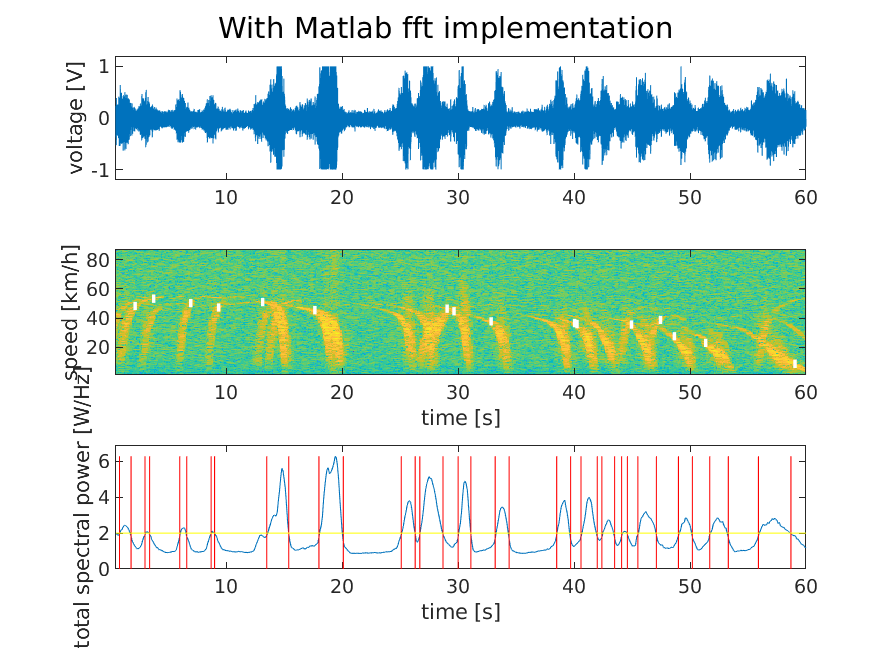 With Matlab fft implementation
voltage [V]
1
0
-1
10 20 30 40 50 60
speed [km/h]
80
60
40
20
10 20 30 40 50 60
time [s]
total spectral power [W/Hz]
6
4
2
0
10 20 30 40 50 60
time [s]